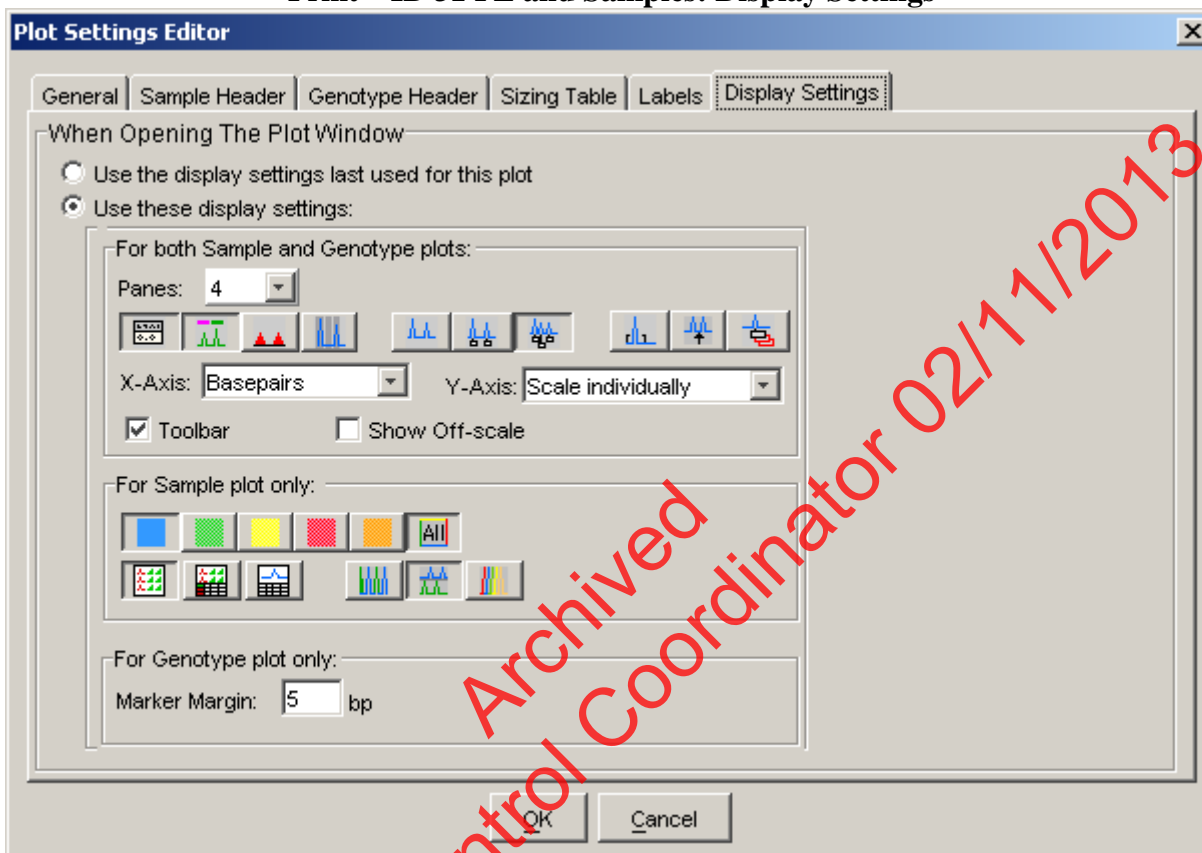 Plot Settings Editor
General Sample Header Genotype Header Sizing Table Labels Display Settings
When Opening The Plot Window
Use the display settings last used for this plot
Use these display settings:
For both Sample and Genotype plots:
Panes: 4
X-Axis: Basepairs Y-Axis: Scale individually
Toolbar Show Off-scale
For Sample plot only:
All
For Genotype plot only:
Marker Margin: 5 bp
OK Cancel
Archived
Coordinator 02/11/2013